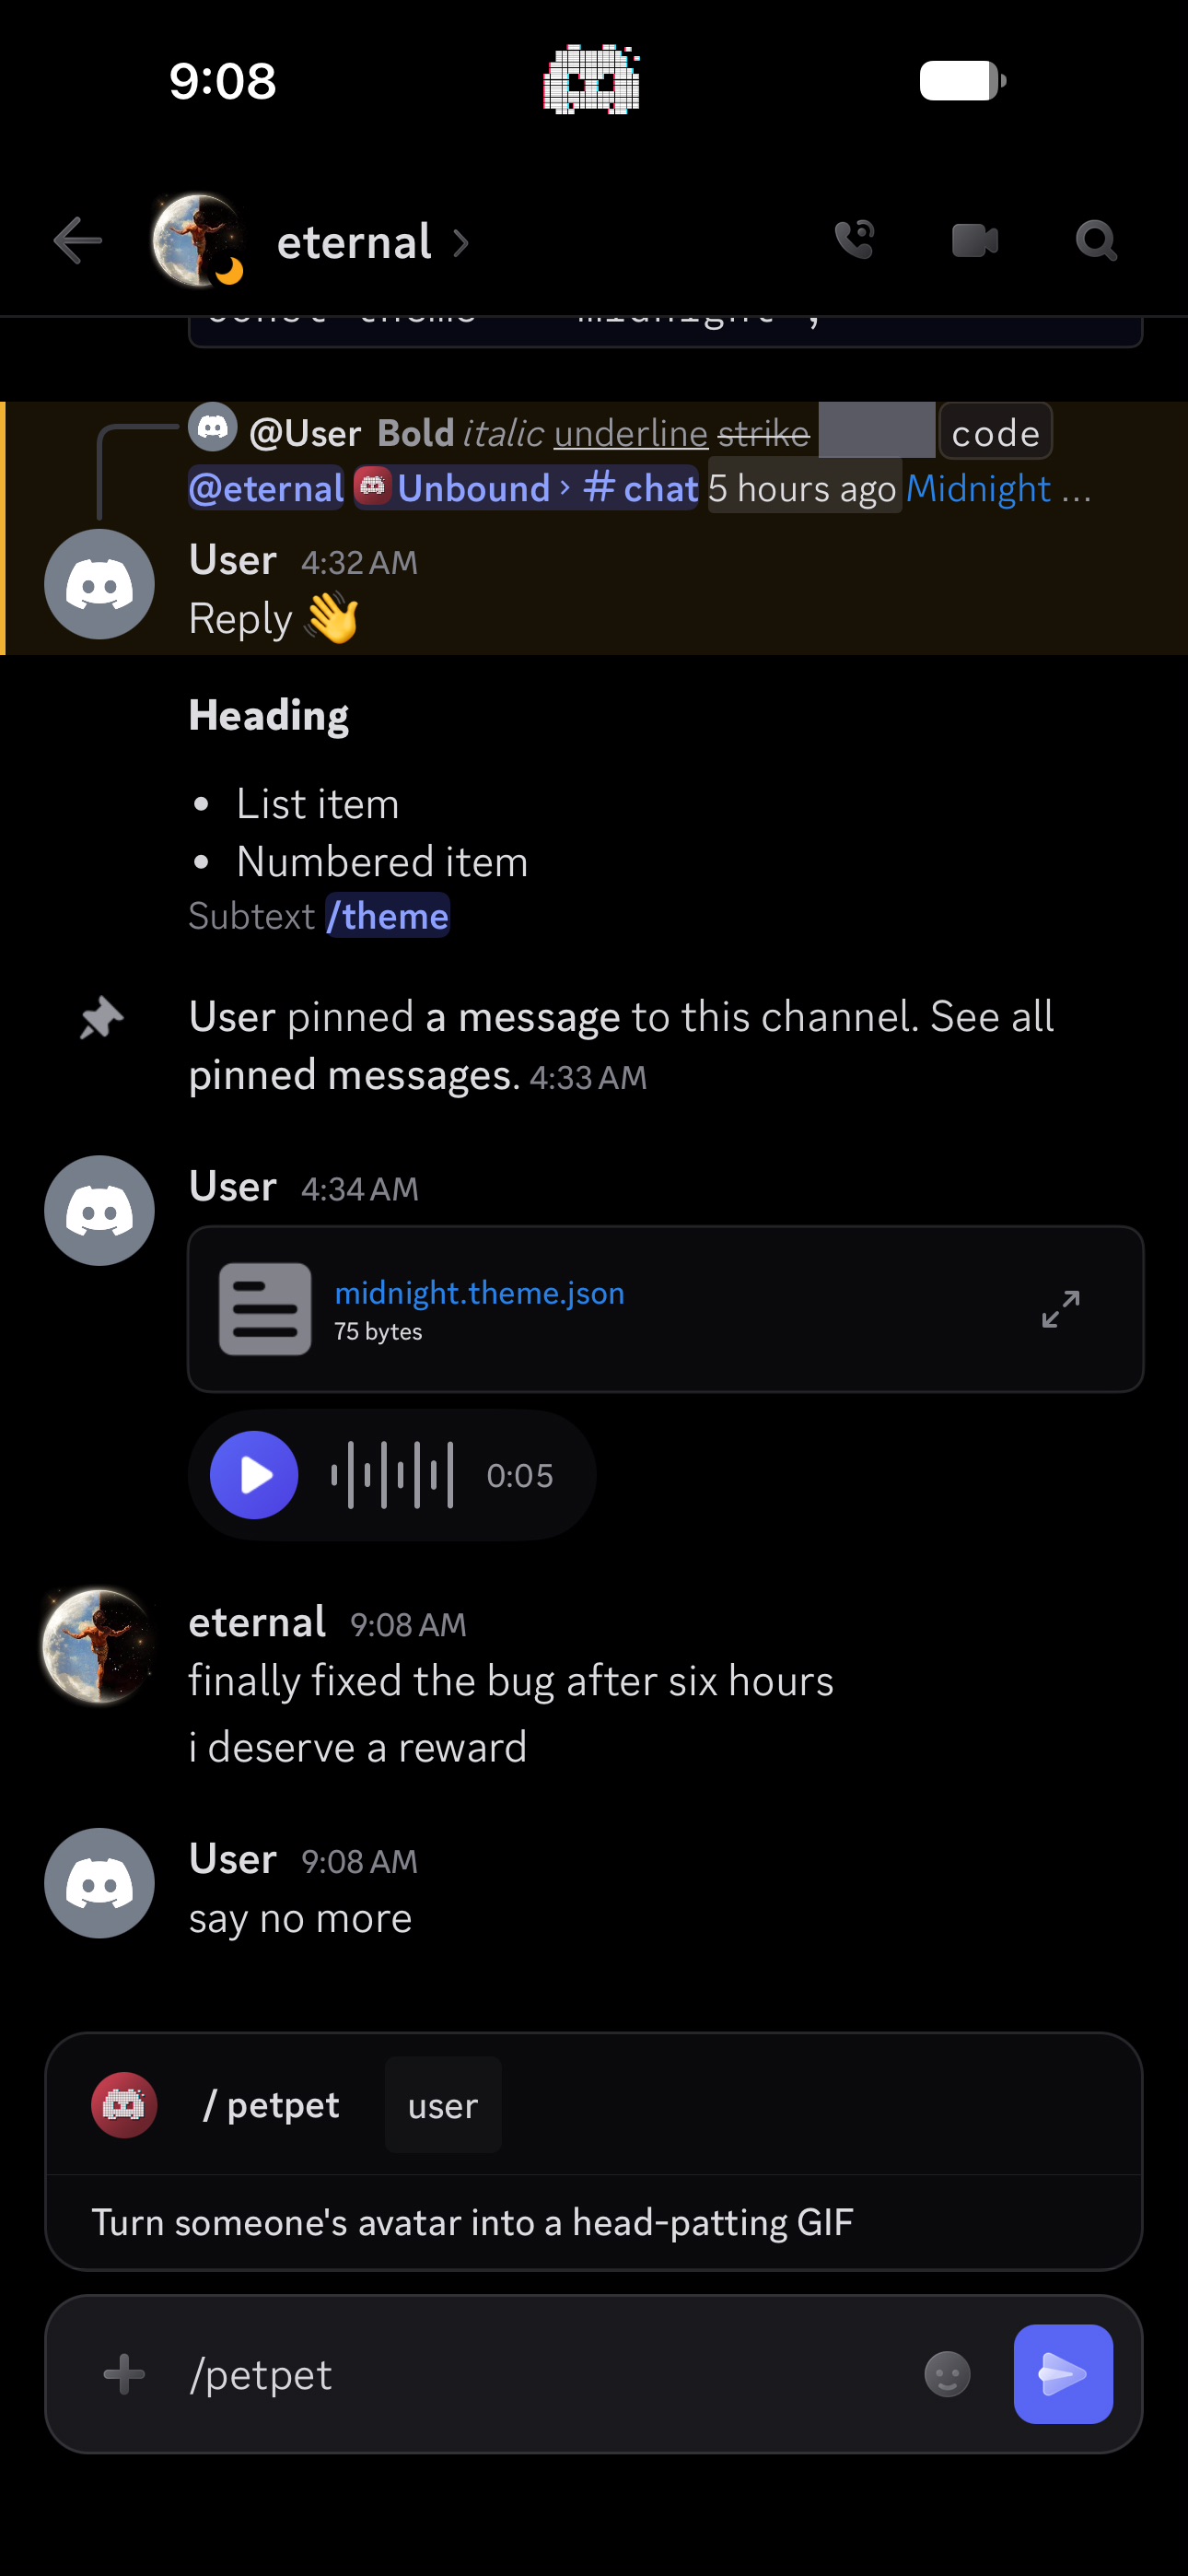 9:08
eternal
const theme = "midnight";
@User Bold italic underline strike code
@eternal Unbound › # chat 5 hours ago Midnight ...
User 4:32 AM
Reply 👋
Heading
• List item
• Numbered item
Subtext /theme
User pinned a message to this channel. See all
pinned messages. 4:33 AM
User 4:34 AM
midnight.theme.json
75 bytes
0:05
eternal 9:08 AM
finally fixed the bug after six hours
i deserve a reward
User 9:08 AM
say no more
/ petpet user
Turn someone's avatar into a head-patting GIF
/petpet